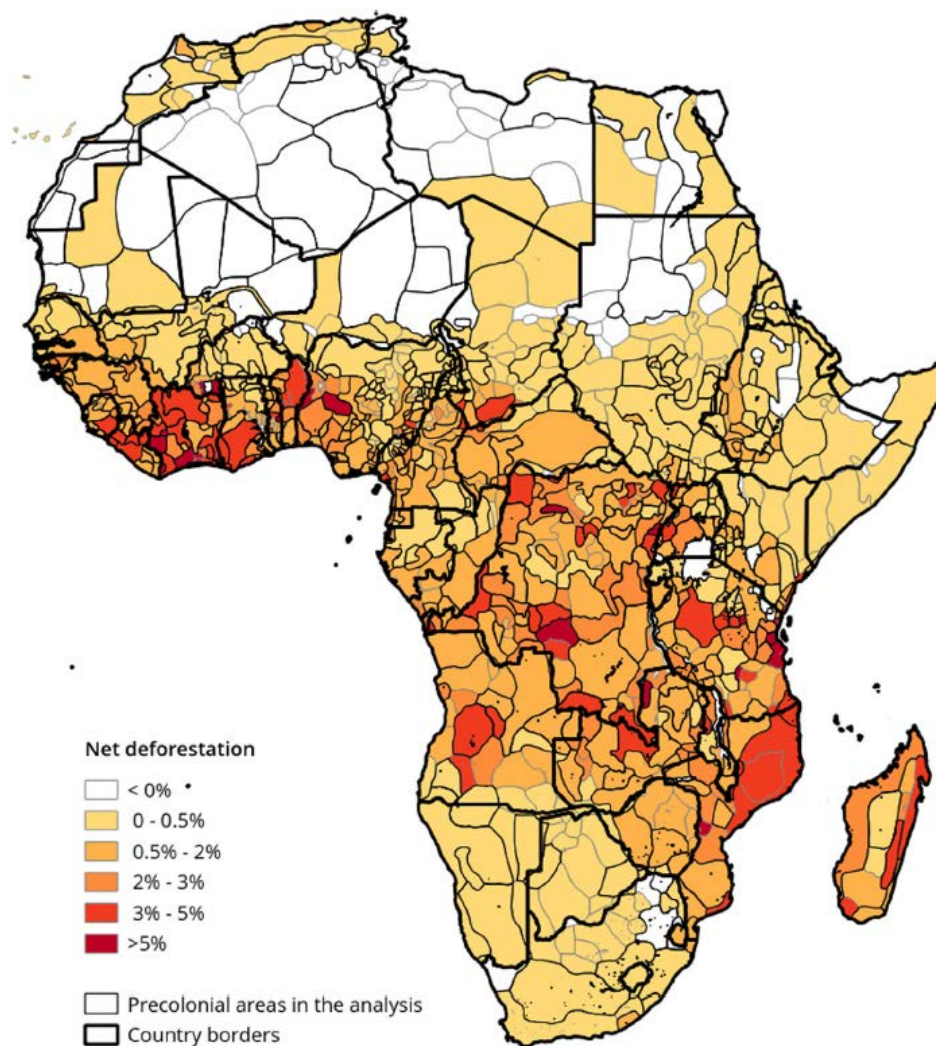 Net deforestation
< 0%
0 - 0.5%
0.5% - 2%
2% - 3%
3% - 5%
>5%
Precolonial areas in the analysis
Country borders